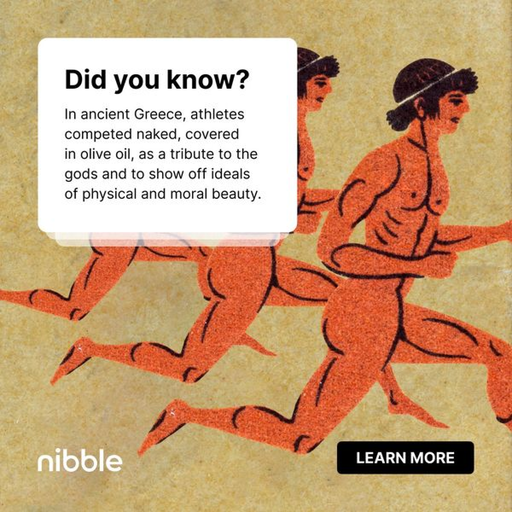 Did you know?
In ancient Greece, athletes
competed naked, covered
in olive oil, as a tribute to the
gods and to show off ideals
of physical and moral beauty.
nibble
LEARN MORE